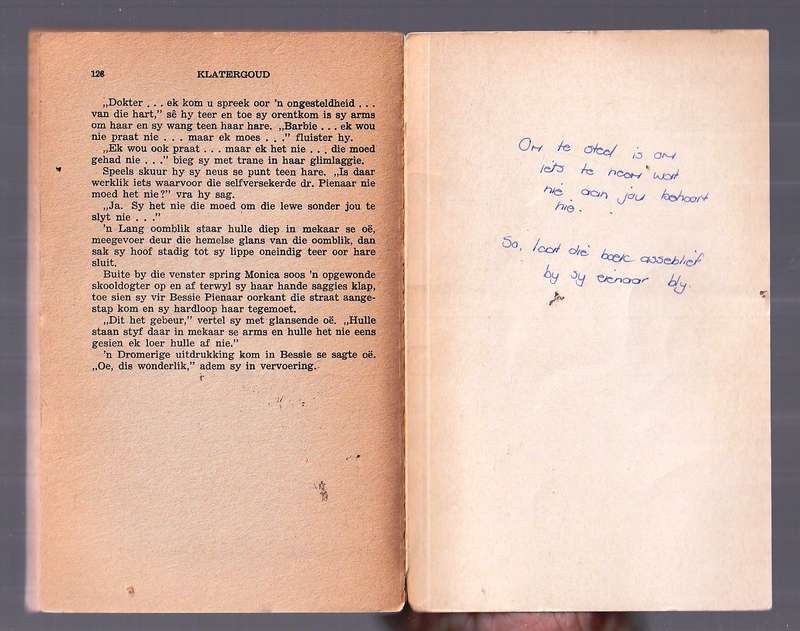 128 KLATERGOUD
„Dokter . . . ek kom u spreek oor 'n ongesteldheid . . .
van die hart,” sê hy teer en toe sy orentkom is sy arms
om haar en sy wang teen haar hare. „Barbie . . . ek wou
nie praat nie . . . maar ek moes . . .” fluister hy.
„Ek wou ook praat . . . maar ek het nie . . . die moed
gehad nie . . .” bieg sy met trane in haar glimlaggie.
Speels skuur hy sy neus se punt teen hare. „Is daar
werklik iets waarvoor die selfversekerde dr. Pienaar nie
moed het nie?” vra hy sag.
„Ja. Sy het nie die moed om die lewe sonder jou te
slyt nie . . .”
'n Lang oomblik staar hulle diep in mekaar se oë,
meegevoer deur die hemelse glans van die oomblik, dan
sak sy hoof stadig tot sy lippe oneindig teer oor hare
sluit.
Buite by die venster spring Monica soos 'n opgewonde
skooldogter op en af terwyl sy haar hande saggies klap,
toe sien sy vir Bessie Pienaar oorkant die straat aange-
stap kom en sy hardloop haar tegemoet.
„Dit het gebeur,” vertel sy met glansende oë. „Hulle
staan styf daar in mekaar se arms en hulle het nie eens
gesien ek loer hulle af nie.”
'n Dromerige uitdrukking kom in Bessie se sagte oë.
„Oe, dis wonderlik,” adem sy in vervoering.
Om te steel is om
iets te neem wat
nie aan jou behoort
nie.
So, laat die boek asseblief
by sy eienaar bly.